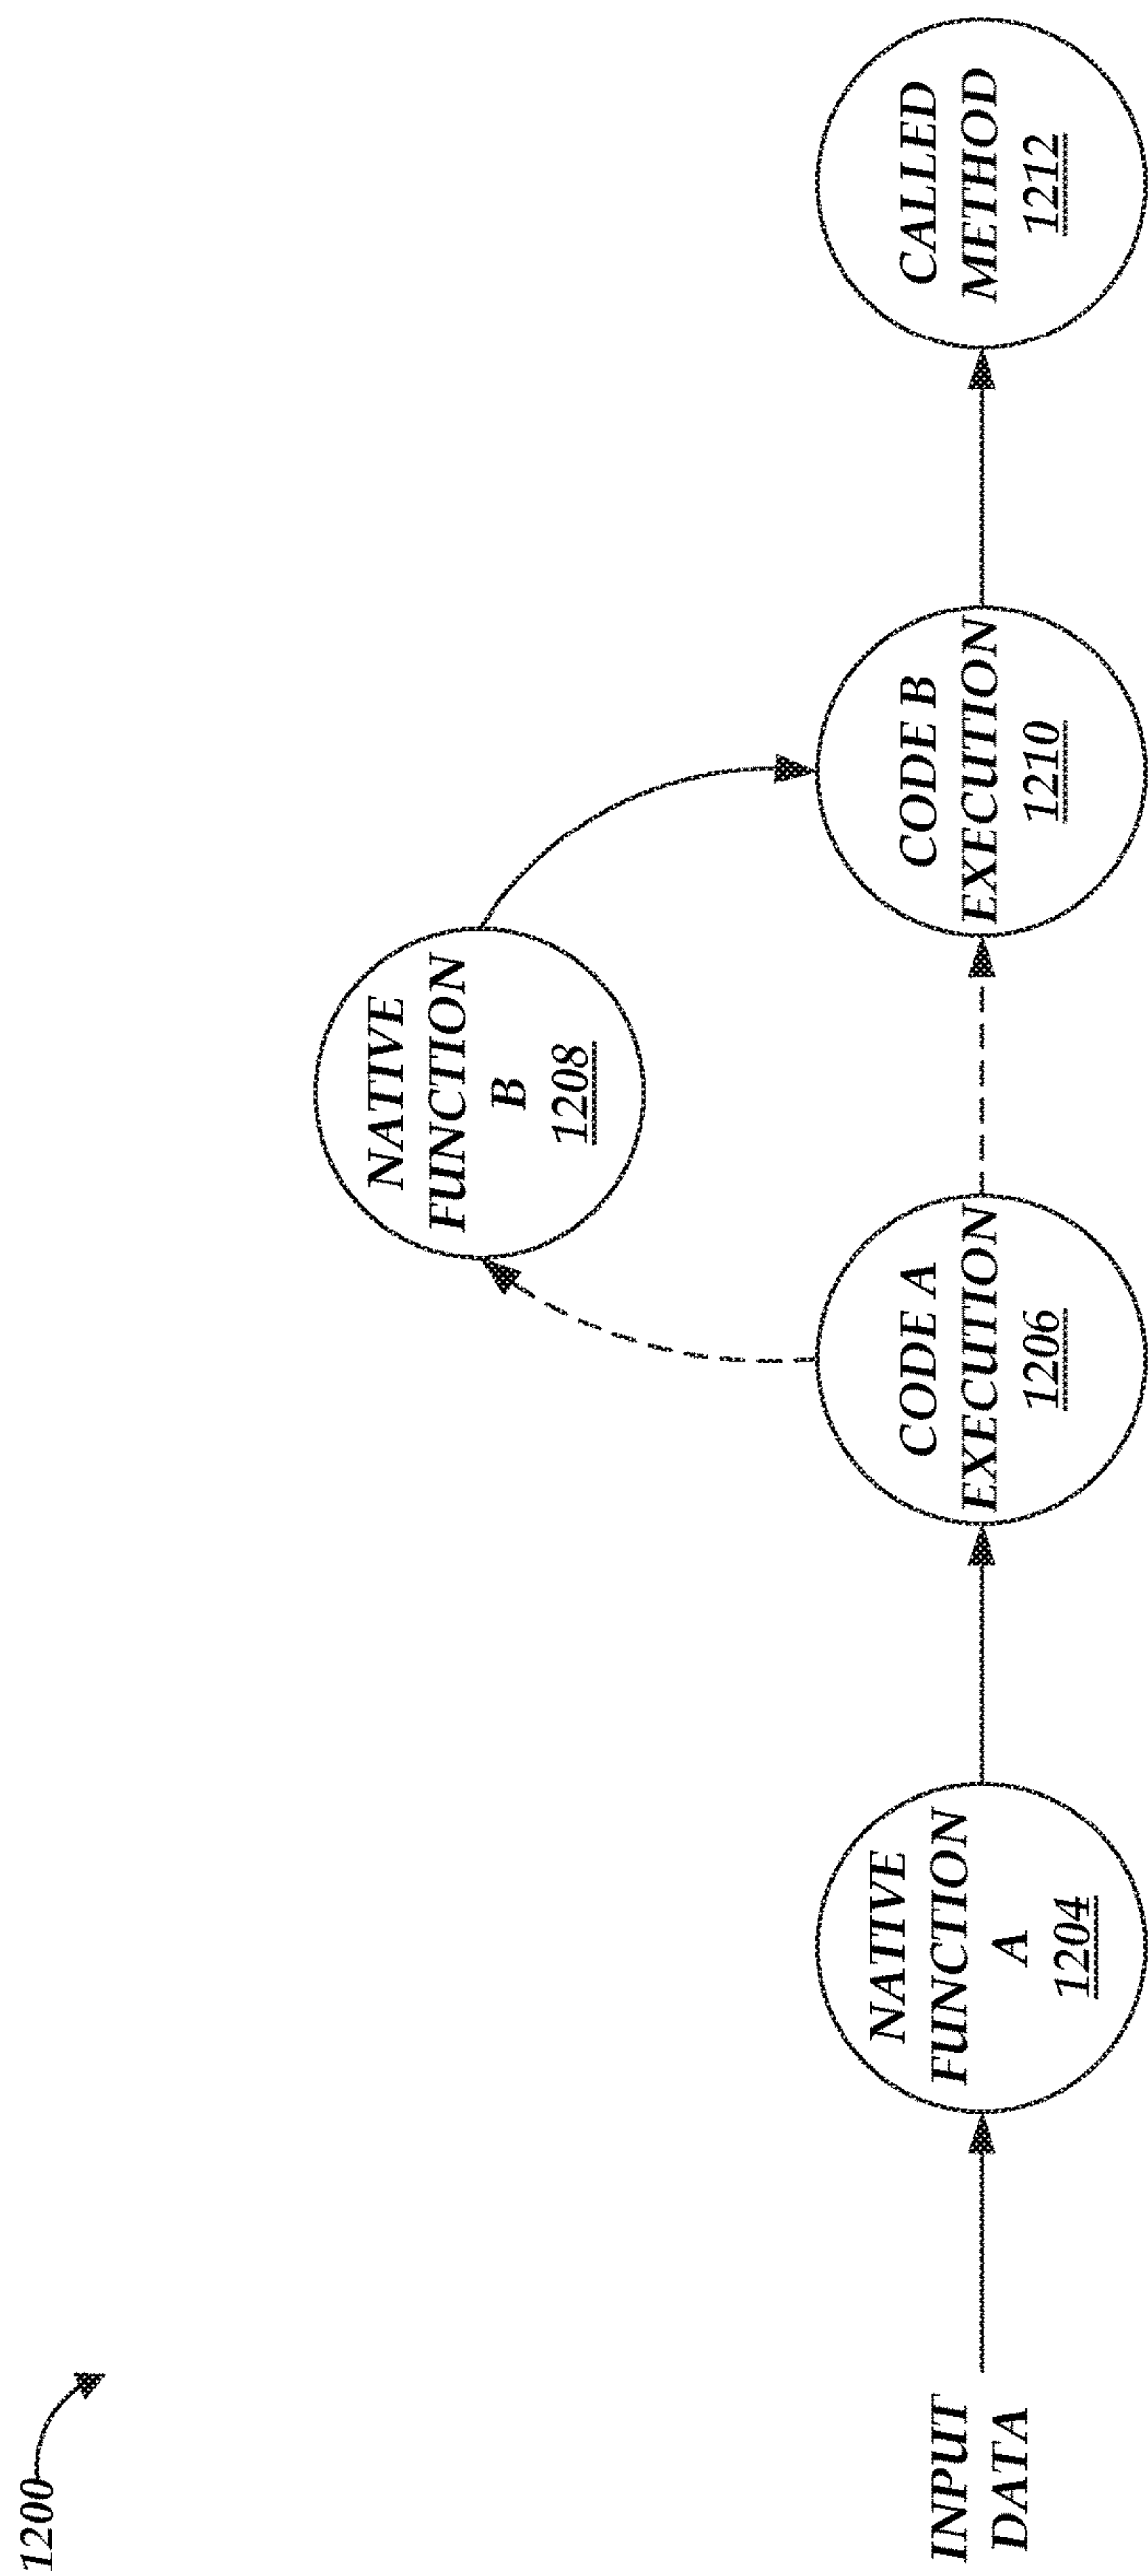 1200
INPUT
DATA
NATIVE
FUNCTION
A
1204
CODE A
EXECUTION
1206
NATIVE
FUNCTION
B
1208
CODE B
EXECUTION
1210
CALLED
METHOD
1212